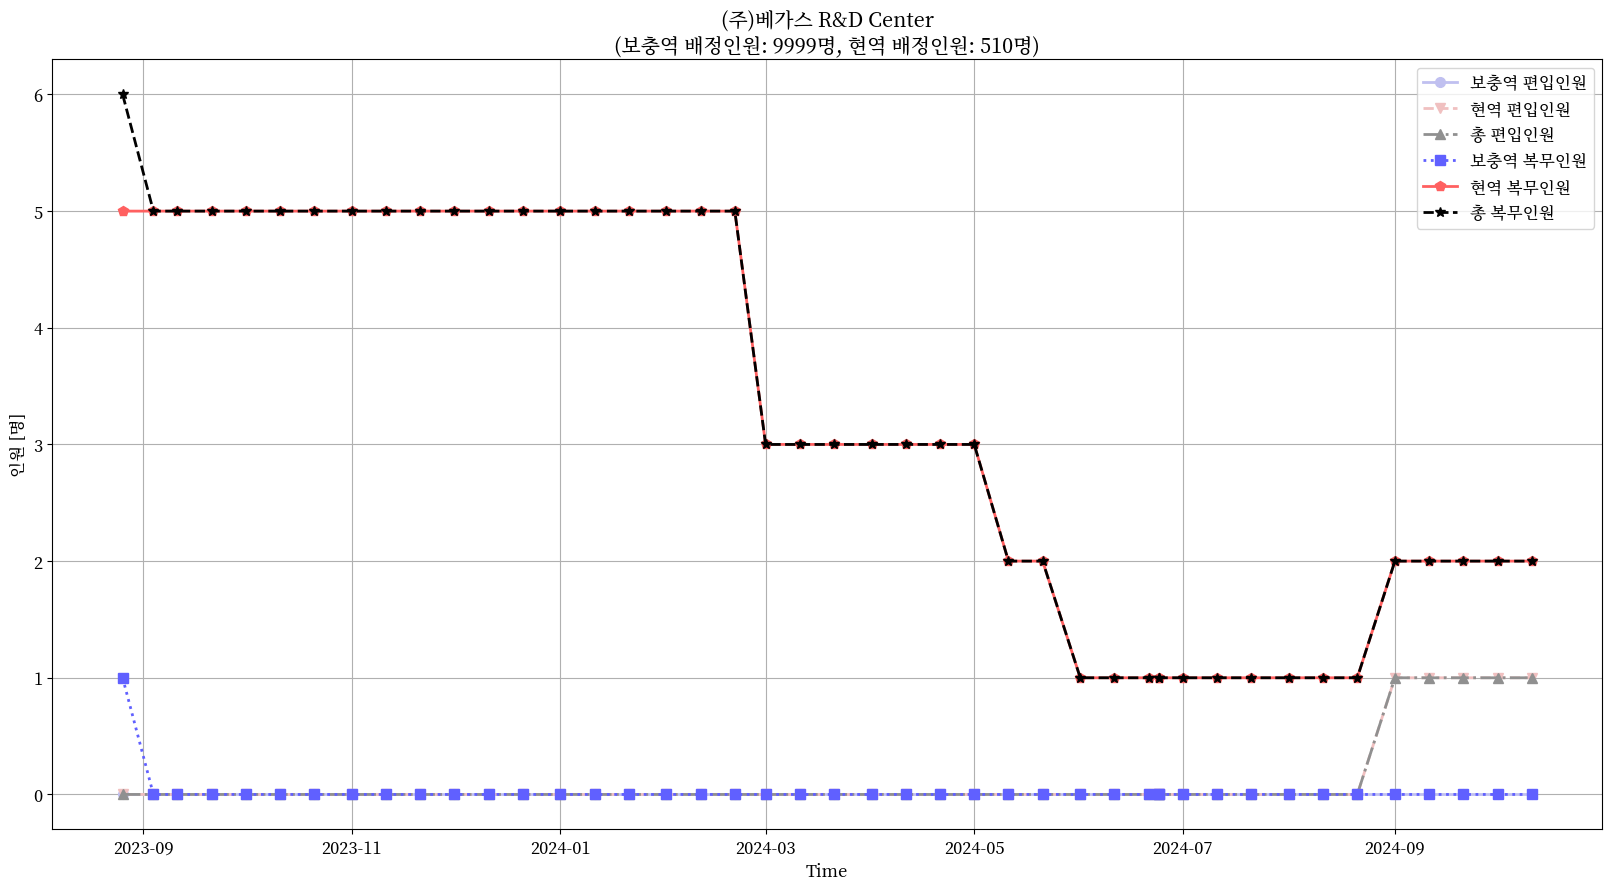 (주)베가스 R&D Center
(보충역 배정인원: 9999명, 현역 배정인원: 510명)
보충역 편입인원
현역 편입인원
총 편입인원
보충역 복무인원
현역 복무인원
총 복무인원
인원 [명]
6
5
4
3
2
1
0
2023-09
2023-11
2024-01
2024-03
2024-05
2024-07
2024-09
Time